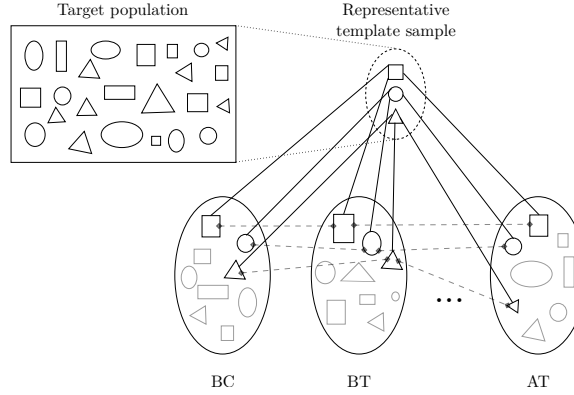 Target population
Representative
template sample
BC
BT
AT